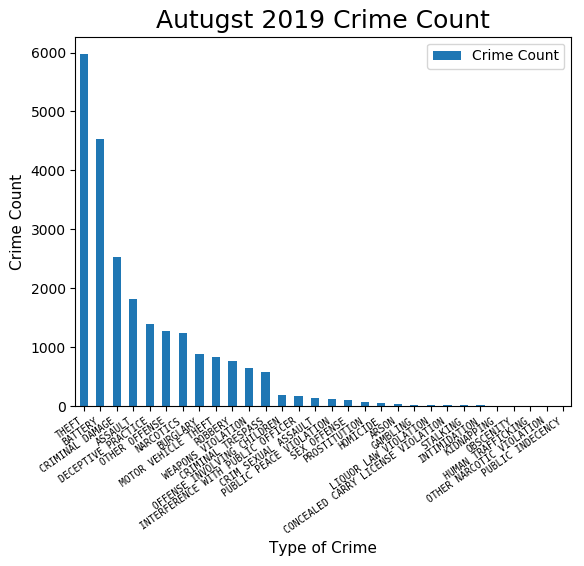 Autugst 2019 Crime Count
Crime Count
6000
5000
4000
3000
2000
1000
0
Crime Count
THEFT
BATTERY
CRIMINAL DAMAGE
ASSAULT
DECEPTIVE PRACTICE
OTHER OFFENSE
NARCOTICS
BURGLARY
MOTOR VEHICLE THEFT
ROBBERY
WEAPONS VIOLATION
CRIMINAL TRESPASS
OFFENSE INVOLVING CHILDREN
INTERFERENCE WITH PUBLIC OFFICER
CRIM SEXUAL ASSAULT
PUBLIC PEACE VIOLATION
SEX OFFENSE
PROSTITUTION
HOMICIDE
ARSON
GAMBLING
LIQUOR LAW VIOLATION
CONCEALED CARRY LICENSE VIOLATION
STALKING
INTIMIDATION
KIDNAPPING
OBSCENITY
HUMAN TRAFFICKING
OTHER NARCOTIC VIOLATION
PUBLIC INDECENCY
Type of Crime